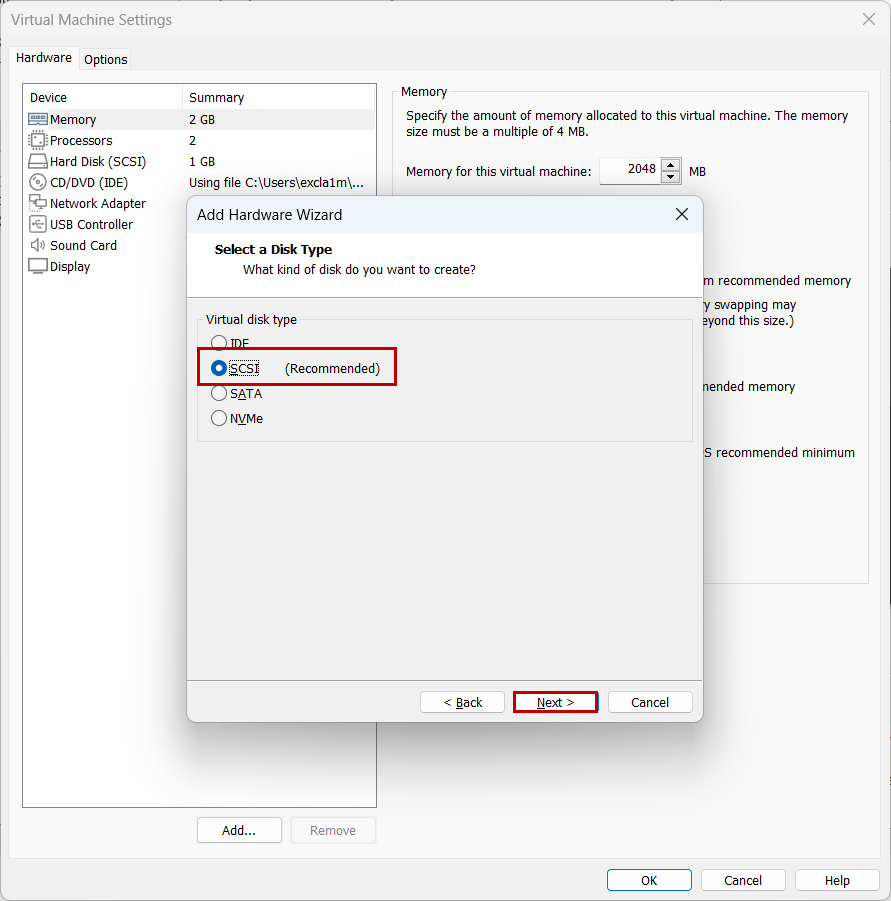 Virtual Machine Settings
Hardware
Options
Device Summary
Memory 2 GB
Processors 2
Hard Disk (SCSI) 1 GB
CD/DVD (IDE) Using file C:\Users\excla1m\...
Network Adapter
USB Controller
Sound Card
Display
Memory
Specify the amount of memory allocated to this virtual machine. The memory
size must be a multiple of 4 MB.
Memory for this virtual machine: 2048 MB
m recommended memory
y swapping may
eyond this size.)
ended memory
S recommended minimum
Add Hardware Wizard
Select a Disk Type
What kind of disk do you want to create?
Virtual disk type
IDE
SCSI (Recommended)
SATA
NVMe
< Back
Next >
Cancel
Add...
Remove
OK
Cancel
Help